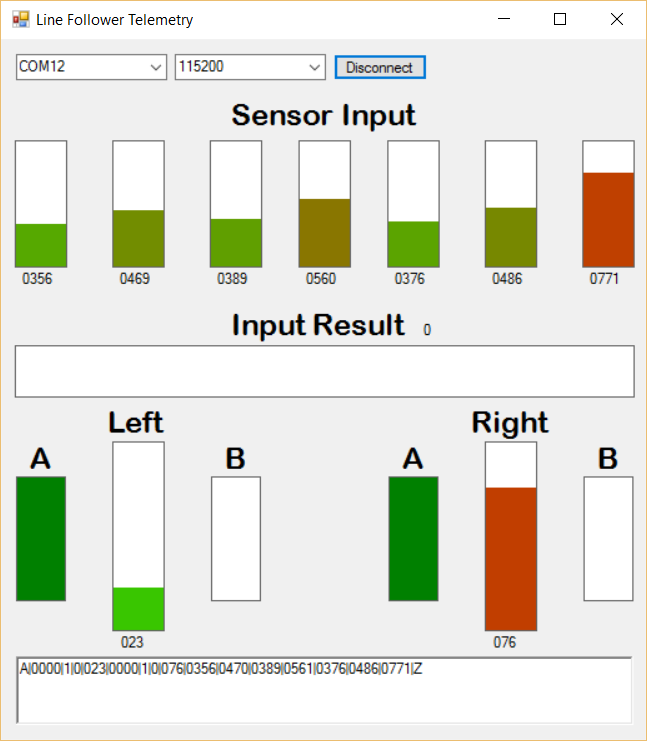 Line Follower Telemetry
COM12 115200 Disconnect
Sensor Input
0356 0469 0389 0560 0376 0486 0771
Input Result 0
Left Right
A B A B
023 076
A|0000|1|0|023|0000|1|0|076|0356|0470|0389|0561|0376|0486|0771|Z